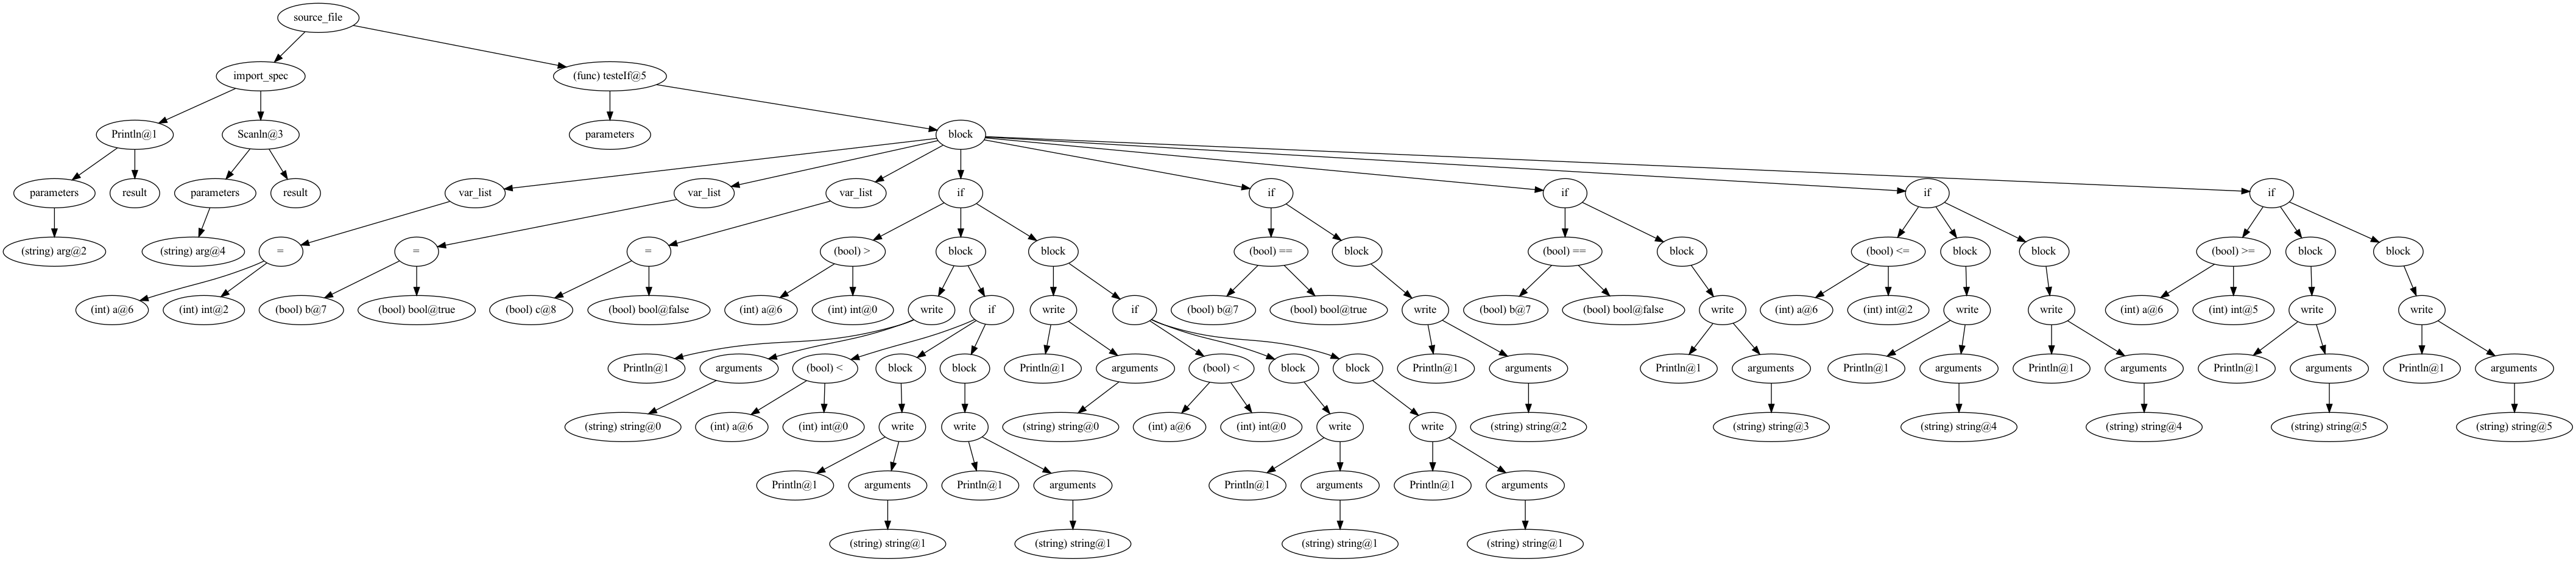 source_file
import_spec
(func) testeIf@5
Println@1
Scanln@3
parameters
block
parameters
result
parameters
result
var_list
var_list
var_list
if
if
if
if
if
(string) arg@2
(string) arg@4
=
=
=
(bool) >
block
block
(bool) ==
block
(bool) ==
block
(bool) <=
block
block
(bool) >=
block
block
(int) a@6
(int) int@2
(bool) b@7
(bool) bool@true
(bool) c@8
(bool) bool@false
(int) a@6
(int) int@0
write
if
write
if
(bool) b@7
(bool) bool@true
write
(bool) b@7
(bool) bool@false
write
(int) a@6
(int) int@2
write
write
(int) a@6
(int) int@5
write
write
Println@1
arguments
(bool) <
block
block
Println@1
arguments
(bool) <
block
block
Println@1
arguments
Println@1
arguments
Println@1
arguments
Println@1
arguments
Println@1
arguments
Println@1
arguments
(string) string@0
(int) a@6
(int) int@0
write
write
(string) string@0
(int) a@6
(int) int@0
write
write
(string) string@2
(string) string@3
(string) string@4
(string) string@4
(string) string@5
(string) string@5
Println@1
arguments
Println@1
arguments
Println@1
arguments
Println@1
arguments
(string) string@1
(string) string@1
(string) string@1
(string) string@1